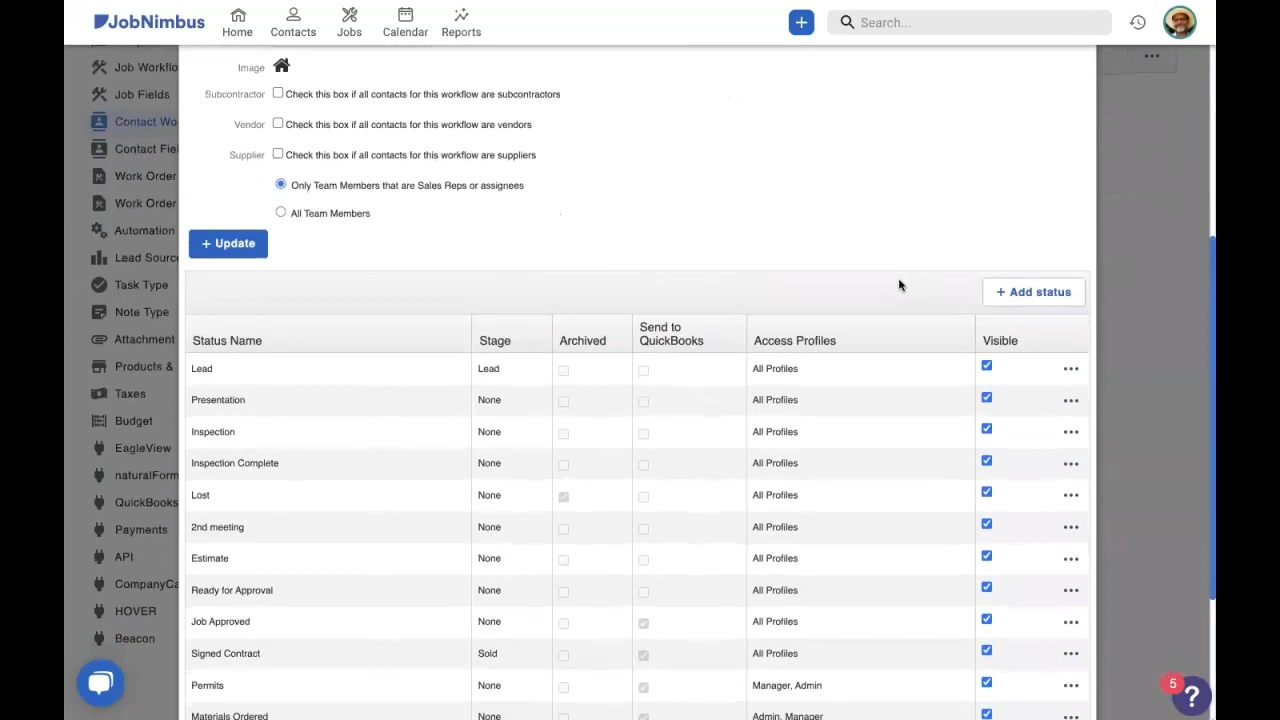 JobNimbus
Home
Contacts
Jobs
Calendar
Reports
Search...
Job Workflo
Job Fields
Contact Wo
Contact Fiel
Work Order
Work Order
Automation
Lead Source
Task Type
Note Type
Attachment
Products &
Taxes
Budget
EagleView
naturalForm
QuickBooks
Payments
API
CompanyCa
HOVER
Beacon
Image
Subcontractor Check this box if all contacts for this workflow are subcontractors
Vendor Check this box if all contacts for this workflow are vendors
Supplier Check this box if all contacts for this workflow are suppliers
Only Team Members that are Sales Reps or assignees
All Team Members
+ Update
+ Add status
Status Name Stage Archived Send to QuickBooks Access Profiles Visible
Lead Lead All Profiles
Presentation None All Profiles
Inspection None All Profiles
Inspection Complete None All Profiles
Lost None All Profiles
2nd meeting None All Profiles
Estimate None All Profiles
Ready for Approval None All Profiles
Job Approved None All Profiles
Signed Contract Sold All Profiles
Permits None Manager, Admin
Materials Ordered None Admin, Manager
5
?